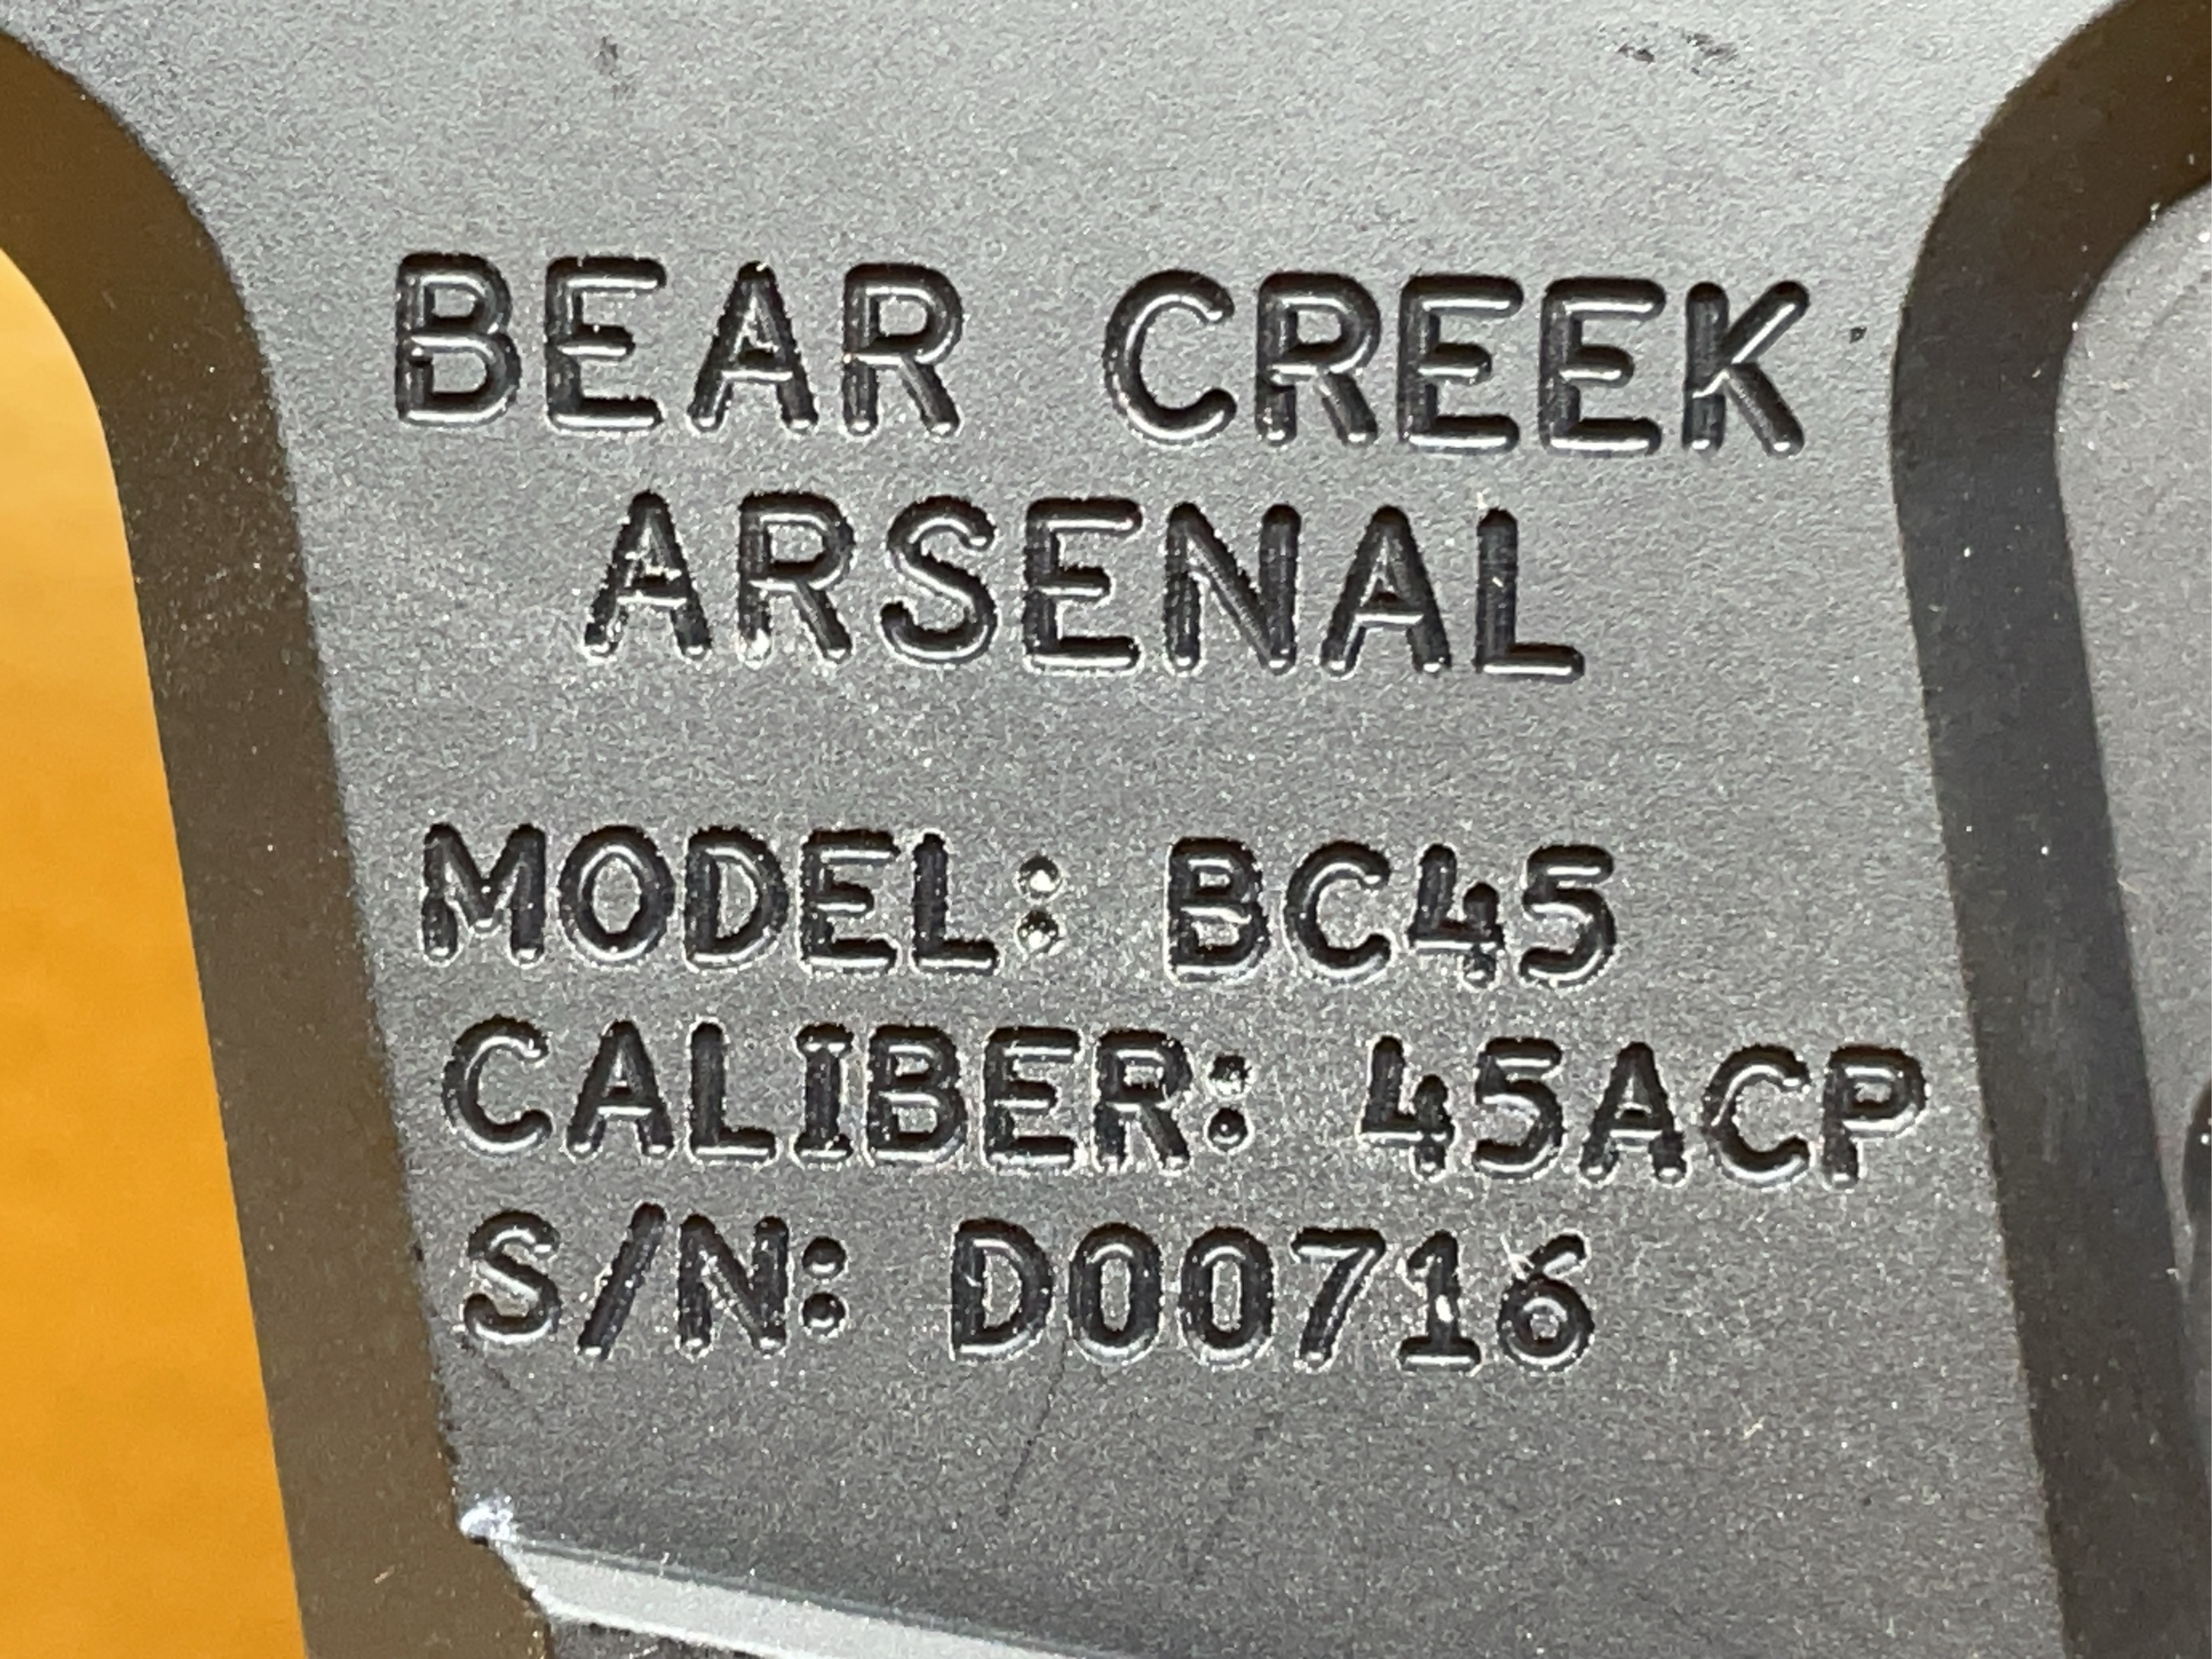 BEAR CREEK
ARSENAL
MODEL: BC45
CALIBER: 45ACP
S/N: D00716